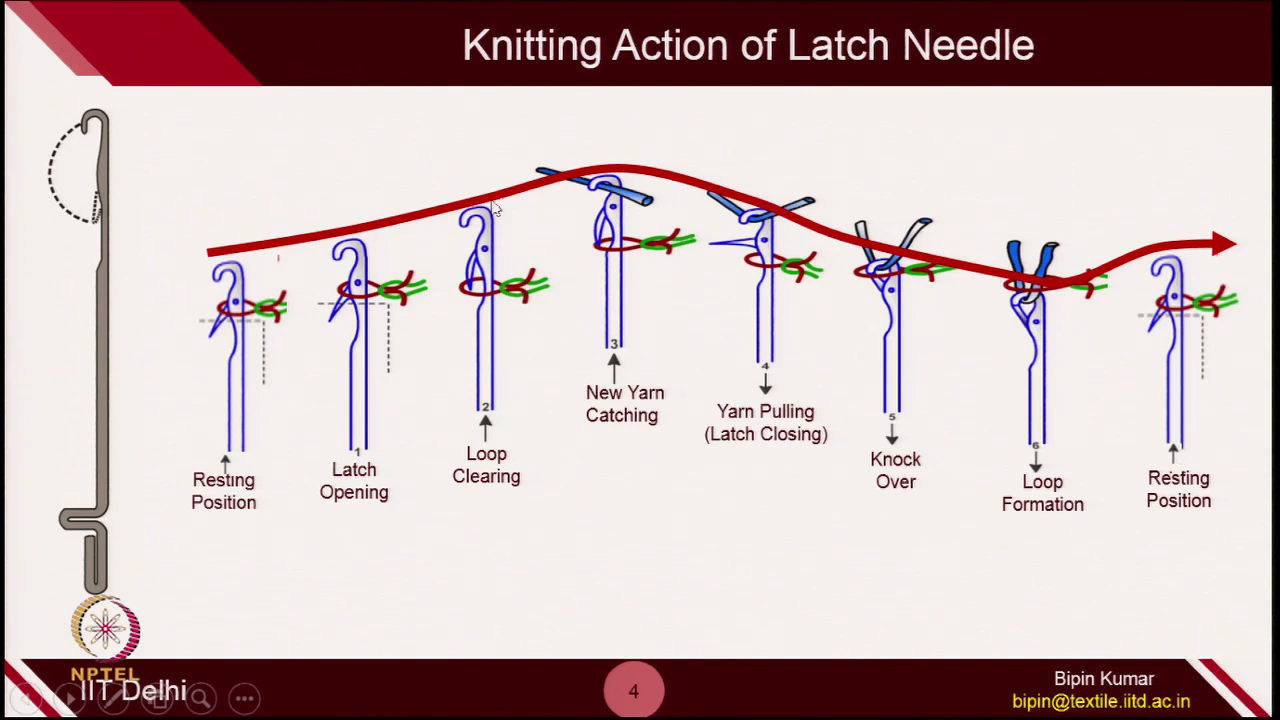 Knitting Action of Latch Needle
Resting
Position
1
Latch
Opening
2
Loop
Clearing
3
New Yarn
Catching
4
Yarn Pulling
(Latch Closing)
5
Knock
Over
6
Loop
Formation
Resting
Position
NPTEL
IIT Delhi
4
Bipin Kumar
bipin@textile.iitd.ac.in